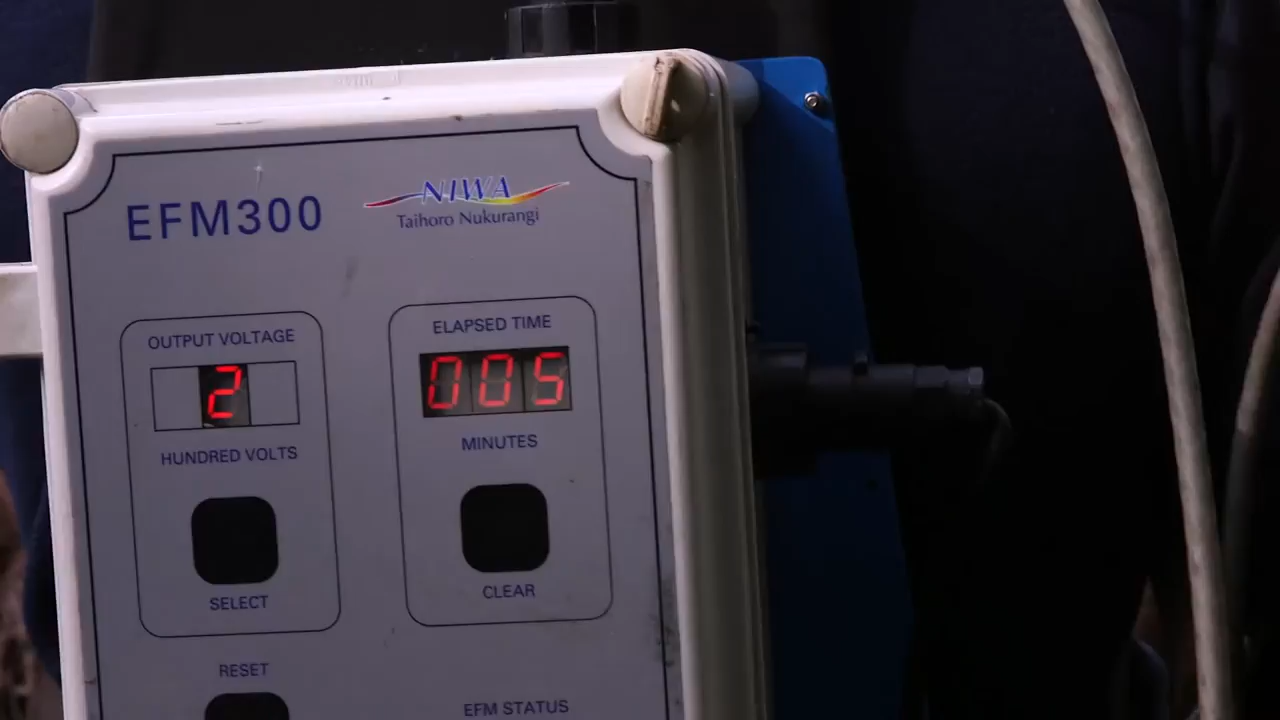 EFM300
NIWA
Taihoro Nukurangi
OUTPUT VOLTAGE
2
HUNDRED VOLTS
SELECT
ELAPSED TIME
005
MINUTES
CLEAR
RESET
EFM STATUS